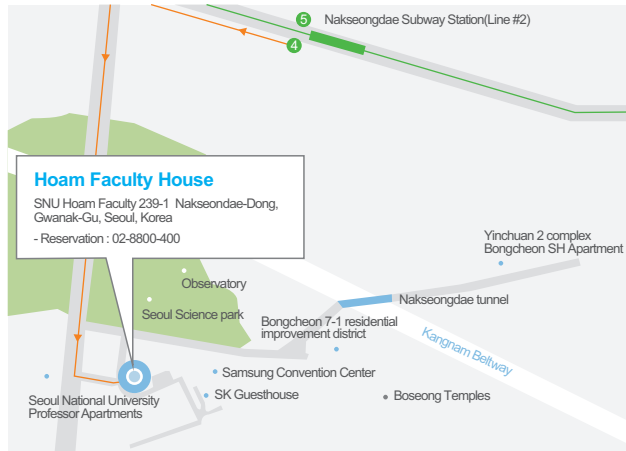 5
Nakseongdae Subway Station(Line #2)
4
Hoam Faculty House
SNU Hoam Faculty 239-1 Nakseondae-Dong,
Gwanak-Gu, Seoul, Korea
- Reservation : 02-8800-400
Yinchuan 2 complex
Bongcheon SH Apartment
Observatory
Nakseongdae tunnel
Seoul Science park
Bongcheon 7-1 residential
improvement district
Kangnam Beltway
Samsung Convention Center
SK Guesthouse
Boseong Temples
Seoul National University
Professor Apartments